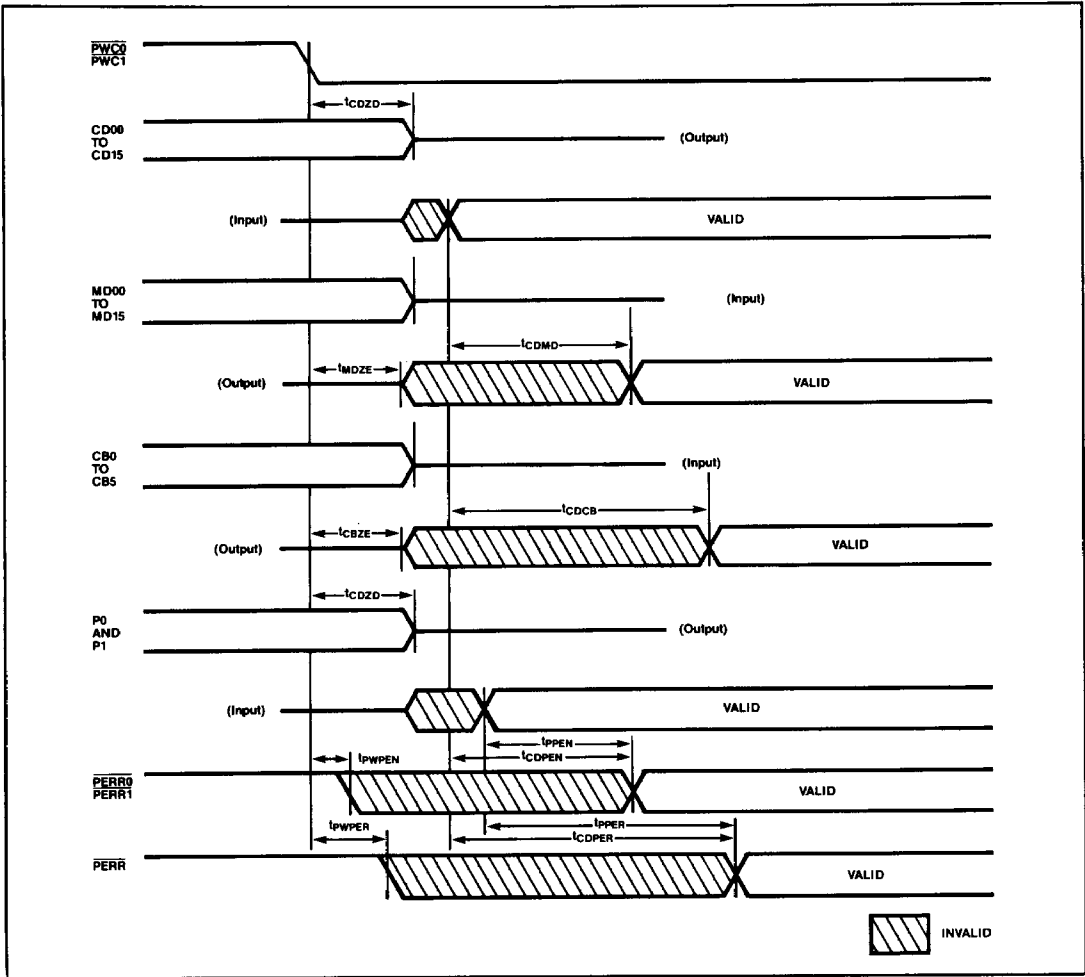 PWC0
PWC1
tCDZD
CD00
TO
CD15
(Output)
(Input)
VALID
MD00
TO
MD15
(Input)
tCDMD
tMDZE
(Output)
VALID
CB0
TO
CB5
(Input)
tCDCB
tCBZE
(Output)
VALID
tCDZD
P0
AND
P1
(Output)
(Input)
VALID
tPPEN
tPWPEN
tCDPEN
PERR0
PERR1
VALID
tPPER
tPWPER
tCDPER
PERR
VALID
INVALID